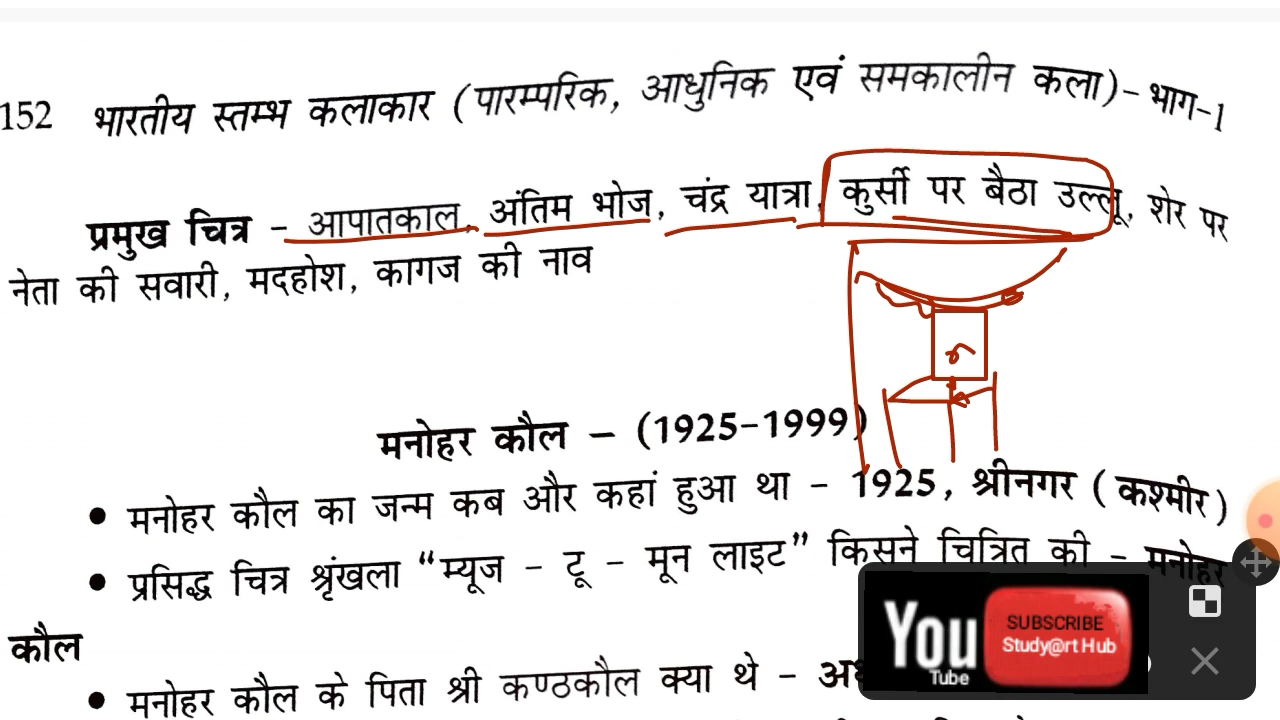 152 भारतीय स्तम्भ कलाकार (पारम्परिक, आधुनिक एवं समकालीन कला)-भाग-1
प्रमुख चित्र - आपातकाल, अंतिम भोज, चंद्र यात्रा, कुर्सी पर बैठा उल्लू, शेर पर
नेता की सवारी, मदहोश, कागज की नाव
मनोहर कौल - (1925-1999)
• मनोहर कौल का जन्म कब और कहां हुआ था - 1925, श्रीनगर (कश्मीर)
• प्रसिद्ध चित्र श्रृंखला “म्यूज - टू - मून लाइट” किसने चित्रित की - मनोहर
कौल
• मनोहर कौल के पिता श्री कण्ठकौल क्या थे -
You
Tube
SUBSCRIBE
Study@rt Hub